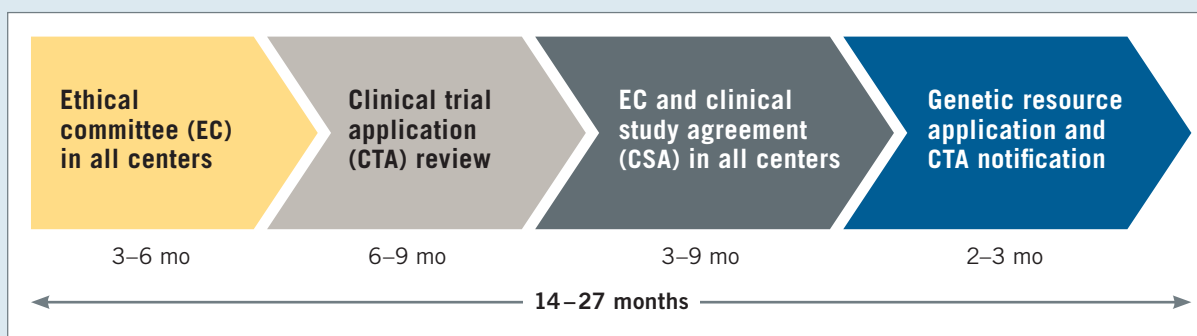 Ethical
committee (EC)
in all centers
Clinical trial
application
(CTA) review
EC and clinical
study agreement
(CSA) in all centers
Genetic resource
application and
CTA notification
3–6 mo
6–9 mo
3–9 mo
2–3 mo
14–27 months